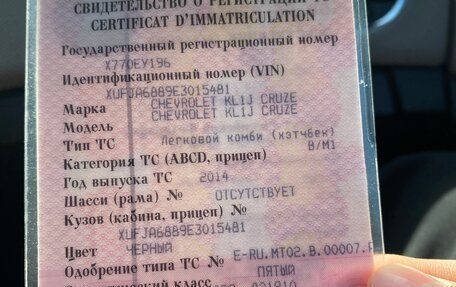 СВИДЕТЕЛЬСТВО О РЕГИСТРАЦИИ ТС
CERTIFICAT D'IMMATRICULATION
Государственный регистрационный номер
Х770ЕУ196
Идентификационный номер (VIN)
XUFJA6889E3015481
Марка CHEVROLET KL1J CRUZE
Модель CHEVROLET KL1J CRUZE
Тип ТС Легковой комби (хэтчбек)
Категория ТС (ABCD, прицеп) B/M1
Год выпуска ТС 2014
Шасси (рама) № ОТСУТСТВУЕТ
Кузов (кабина, прицеп) №
XUFJA6889E3015481
Цвет ЧЕРНЫЙ
Одобрение типа ТС № E-RU.MT02.B.00007.P
ПЯТЫЙ
Экологический класс